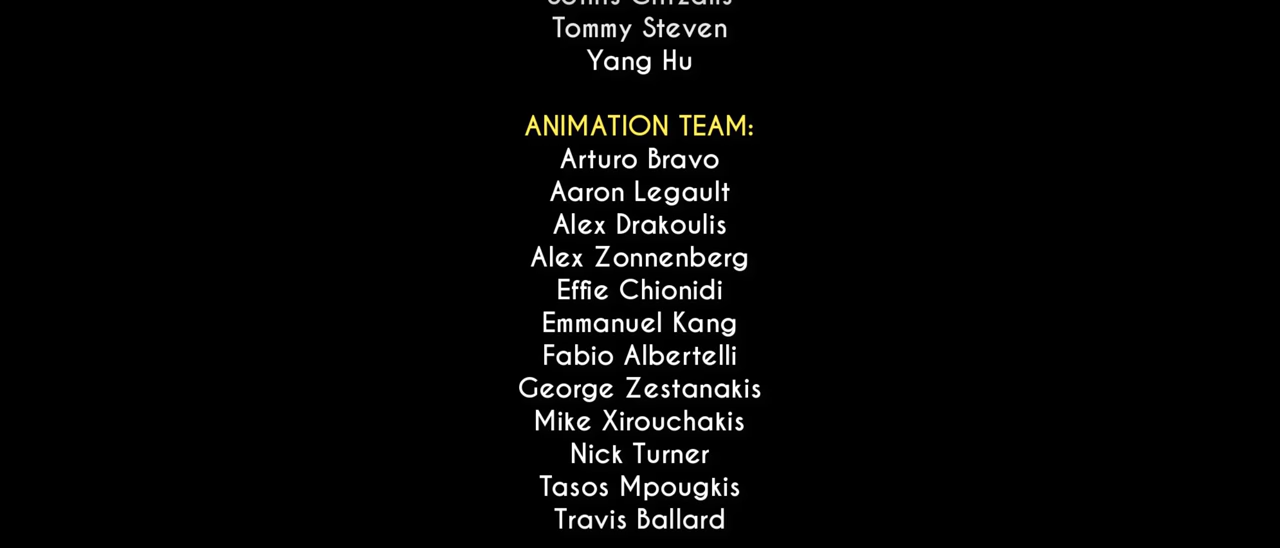 Tommy Steven
Yang Hu
ANIMATION TEAM:
Arturo Bravo
Aaron Legault
Alex Drakoulis
Alex Zonnenberg
Effie Chionidi
Emmanuel Kang
Fabio Albertelli
George Zestanakis
Mike Xirouchakis
Nick Turner
Tasos Mpougkis
Travis Ballard